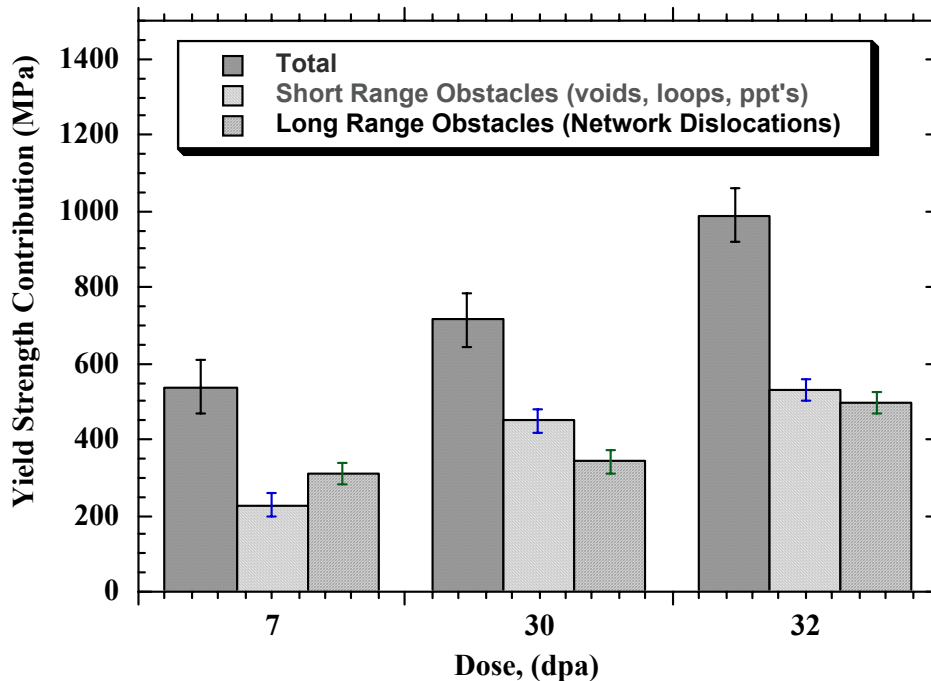 1400
1200
1000
800
600
400
200
0
Yield Strength Contribution (MPa)
Total
Short Range Obstacles (voids, loops, ppt's)
Long Range Obstacles (Network Dislocations)
7
30
32
Dose, (dpa)